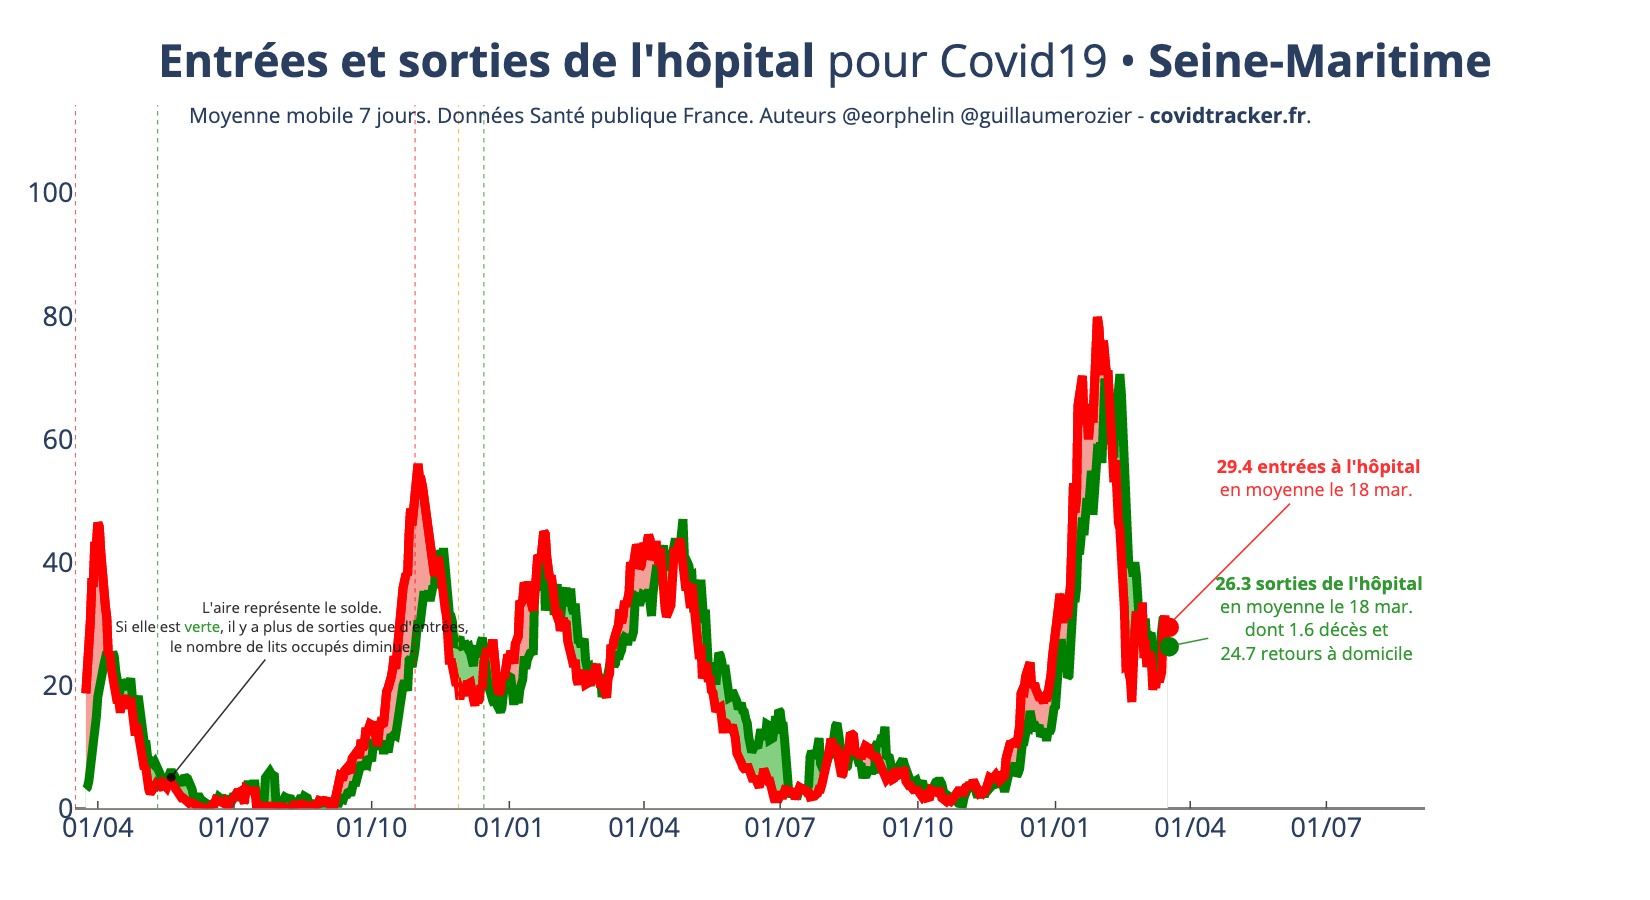 Entrées et sorties de l'hôpital pour Covid19 • Seine-Maritime
Moyenne mobile 7 jours. Données Santé publique France. Auteurs @eorphelin @guillaumerozier - covidtracker.fr.
100
80
60
40
20
0
29.4 entrées à l'hôpital
en moyenne le 18 mar.
26.3 sorties de l'hôpital
en moyenne le 18 mar.
dont 1.6 décès et
24.7 retours à domicile
L'aire représente le solde.
Si elle est verte, il y a plus de sorties que d'entrées,
le nombre de lits occupés diminue.
01/04 01/07 01/10 01/01 01/04 01/07 01/10 01/01 01/04 01/07